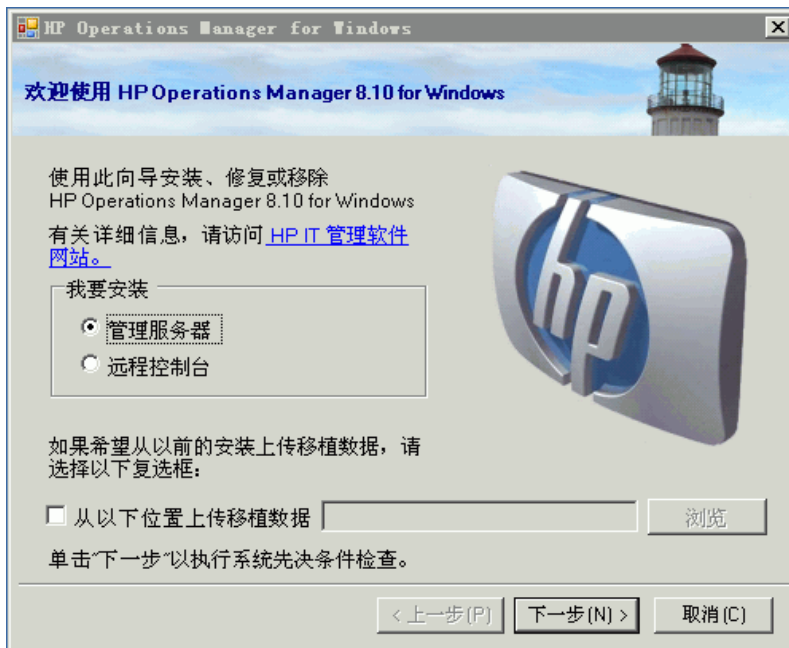 HP Operations Manager for Windows
欢迎使用 HP Operations Manager 8.10 for Windows
使用此向导安装、修复或移除
HP Operations Manager 8.10 for Windows
有关详细信息，请访问 HP IT 管理软件
网站。
我要安装
管理服务器
远程控制台
hp
如果希望从以前的安装上传移植数据，请
选择以下复选框：
从以下位置上传移植数据
浏览
单击"下一步"以执行系统先决条件检查。
< 上一步(P)
下一步(N) >
取消(C)